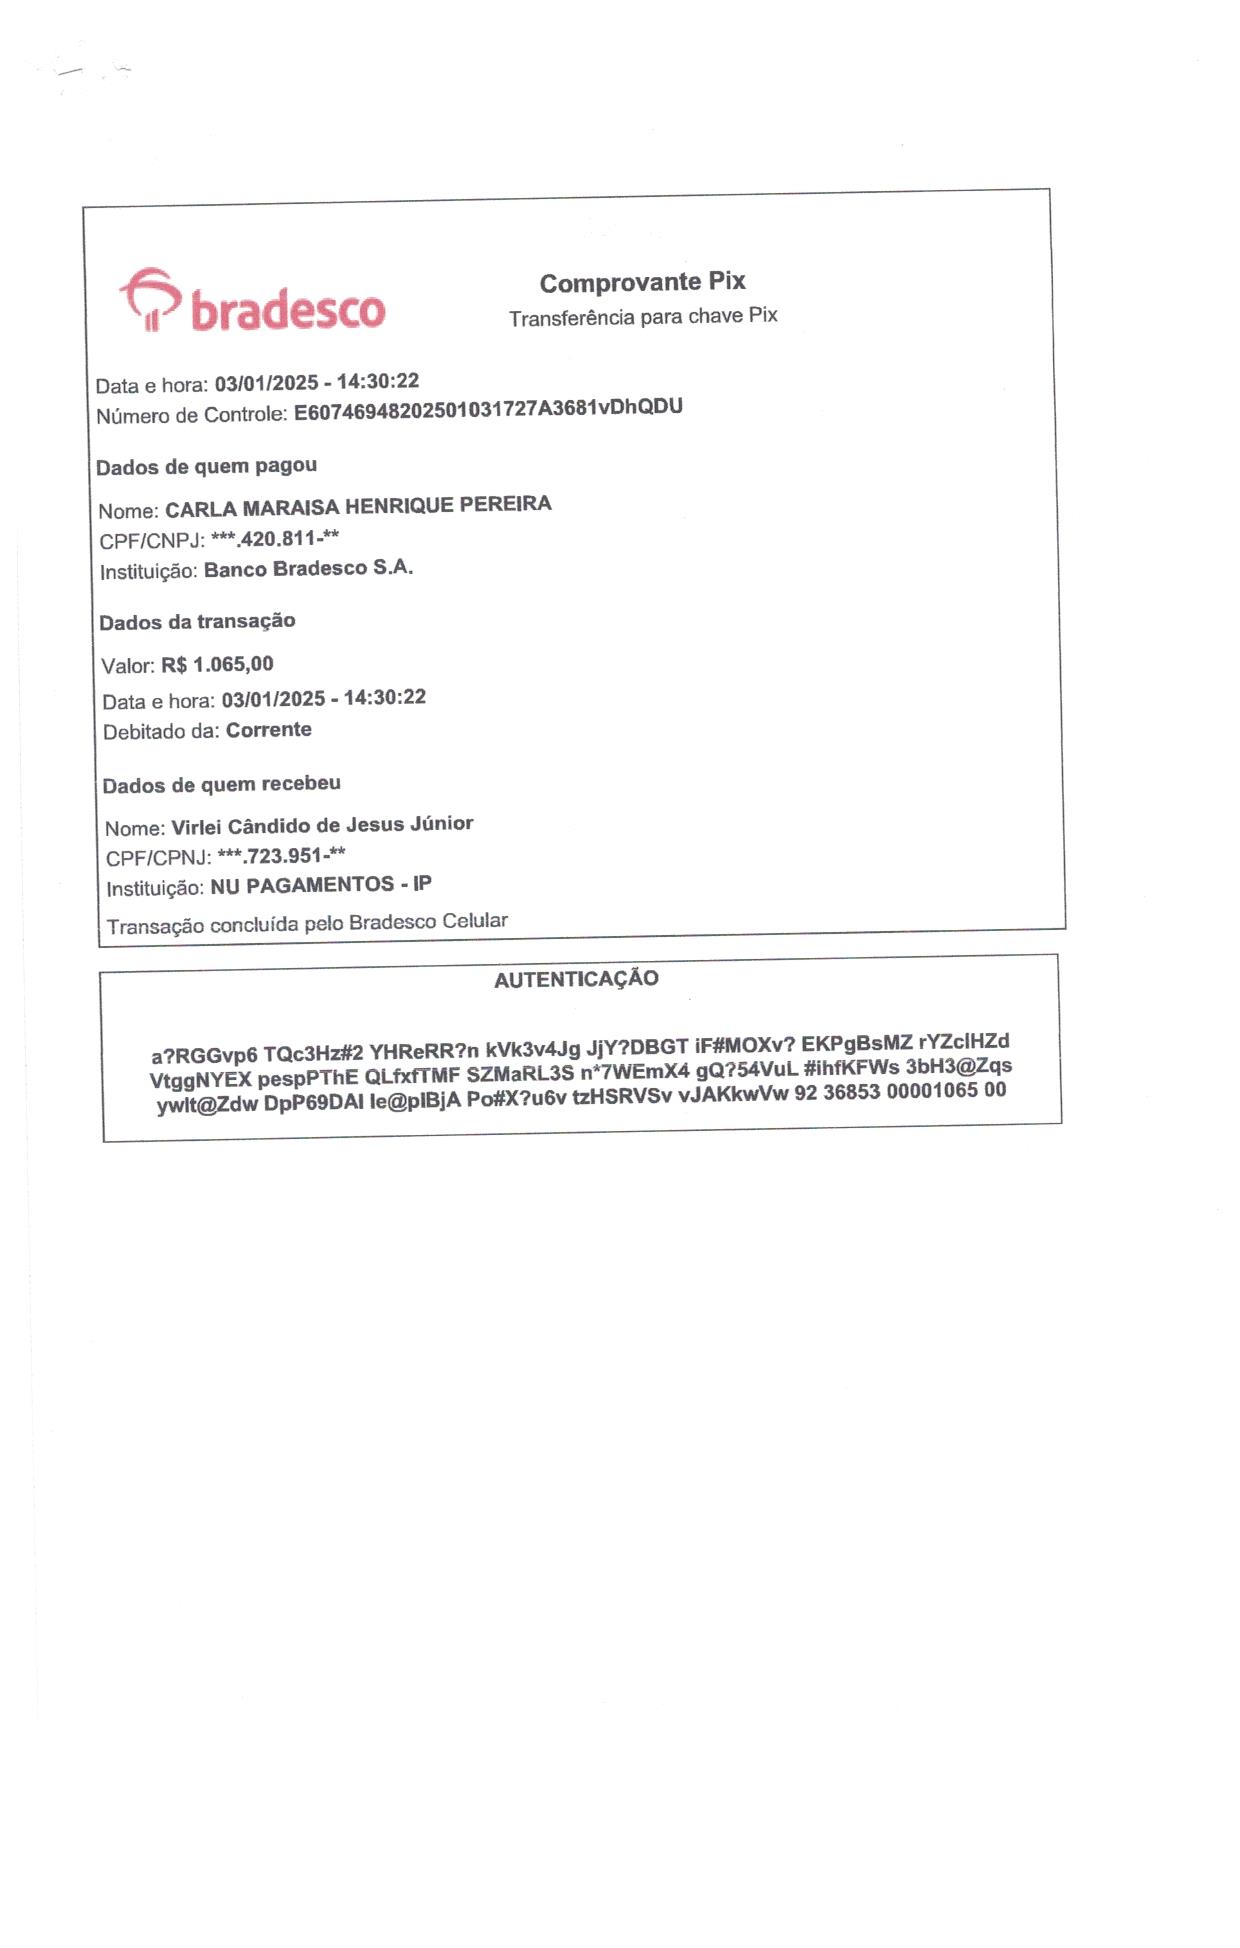 bradesco
Comprovante Pix
Transferência para chave Pix
Data e hora: 03/01/2025 - 14:30:22
Número de Controle: E60746948202501031727A3681vDhQDU
Dados de quem pagou
Nome: CARLA MARAISA HENRIQUE PEREIRA
CPF/CNPJ: ***.420.811-**
Instituição: Banco Bradesco S.A.
Dados da transação
Valor: R$ 1.065,00
Data e hora: 03/01/2025 - 14:30:22
Debitado da: Corrente
Dados de quem recebeu
Nome: Virlei Cândido de Jesus Júnior
CPF/CPNJ: ***.723.951-**
Instituição: NU PAGAMENTOS - IP
Transação concluída pelo Bradesco Celular
AUTENTICAÇÃO
a?RGGvp6 TQc3Hz#2 YHReRR?n kVk3v4Jg JjY?DBGT iF#MOXv? EKPgBsMZ rYZclHZd
VtggNYEX pespPThE QLfxfTMF SZMaRL3S n*7WEmX4 gQ?54VuL #ihfKFWs 3bH3@Zqs
ywlt@Zdw DpP69DAI le@plBjA Po#X?u6v tzHSRVSv vJAKkwVw 92 36853 00001065 00